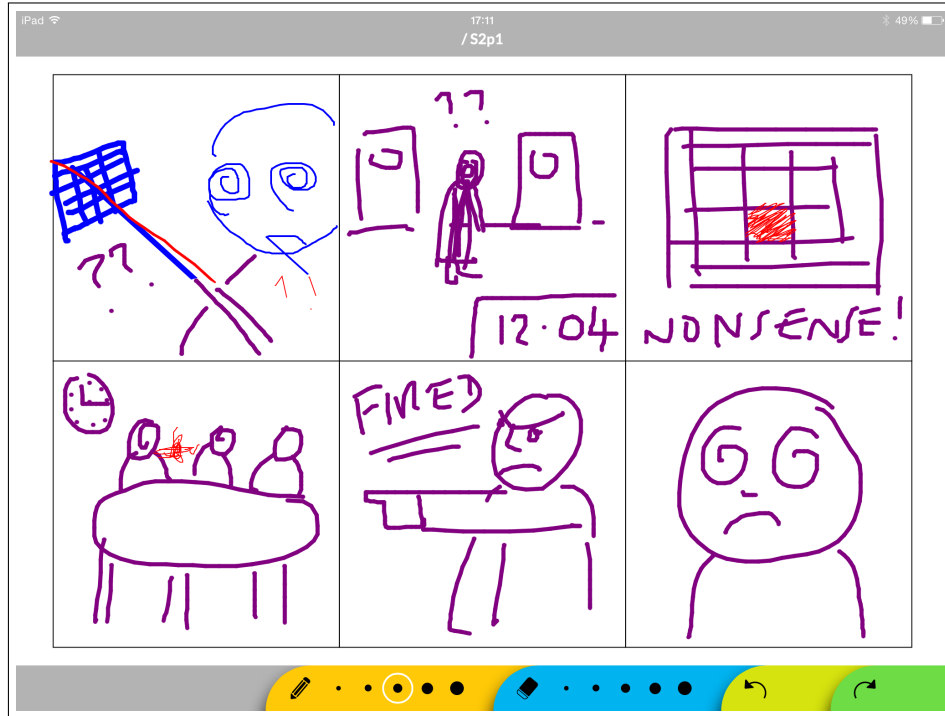 iPad 17:11 49%
/ S2p1
??
??
12.04
NONSENSE!
FIRED